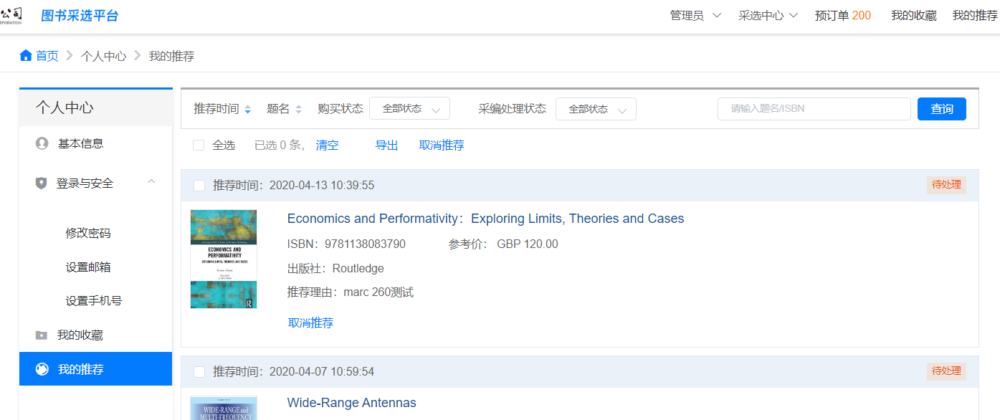 公司
图书采选平台
管理员 采选中心 预订单 200 我的收藏 我的推荐
首页 个人中心 我的推荐
个人中心
基本信息
登录与安全
修改密码
设置邮箱
设置手机号
我的收藏
我的推荐
推荐时间 题名 购买状态 全部状态 采编处理状态 全部状态 请输入题名/ISBN 查询
全选 已选 0 条， 清空 导出 取消推荐
推荐时间：2020-04-13 10:39:55 待处理
ECONOMICS AND
PERFORMATIVITY
EXPLORING LIMITS, THEORIES AND CASES
R
Economics and Performativity：Exploring Limits, Theories and Cases
ISBN：9781138083790 参考价： GBP 120.00
出版社：Routledge
推荐理由：marc 260测试
取消推荐
推荐时间：2020-04-07 10:59:54 待处理
WIDE-RANGE and
MULTI-FREQUENCY
Wide-Range Antennas